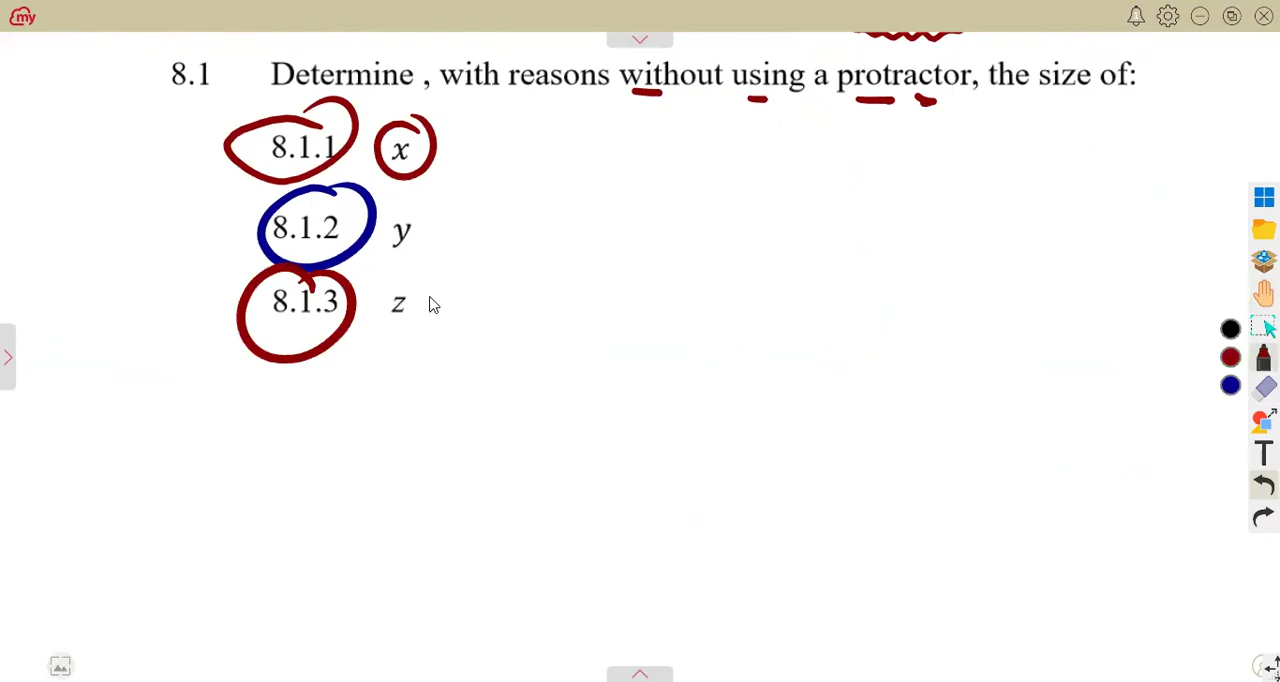 my
8.1 Determine , with reasons without using a protractor, the size of:
8.1.1 x
8.1.2 y
8.1.3 z
T